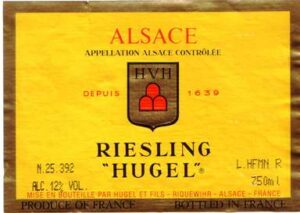 ALSACE
APPELLATION ALSACE CONTRÔLÉE
HVH
DEPUIS 1639
RIESLING
"HUGEL"®
N.25.392
L.HFMN R
ALC.12% VOL.
750ml
MISE EN BOUTEILLE PAR HUGEL ET FILS - RIQUEWIHR - ALSACE - FRANCE
PRODUCE OF FRANCE BOTTLED IN FRANCE